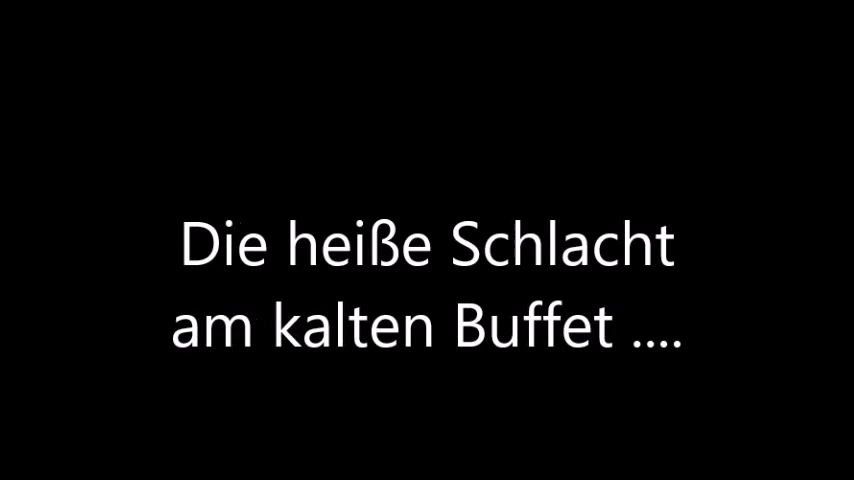 Die heiße Schlacht
am kalten Buffet ....